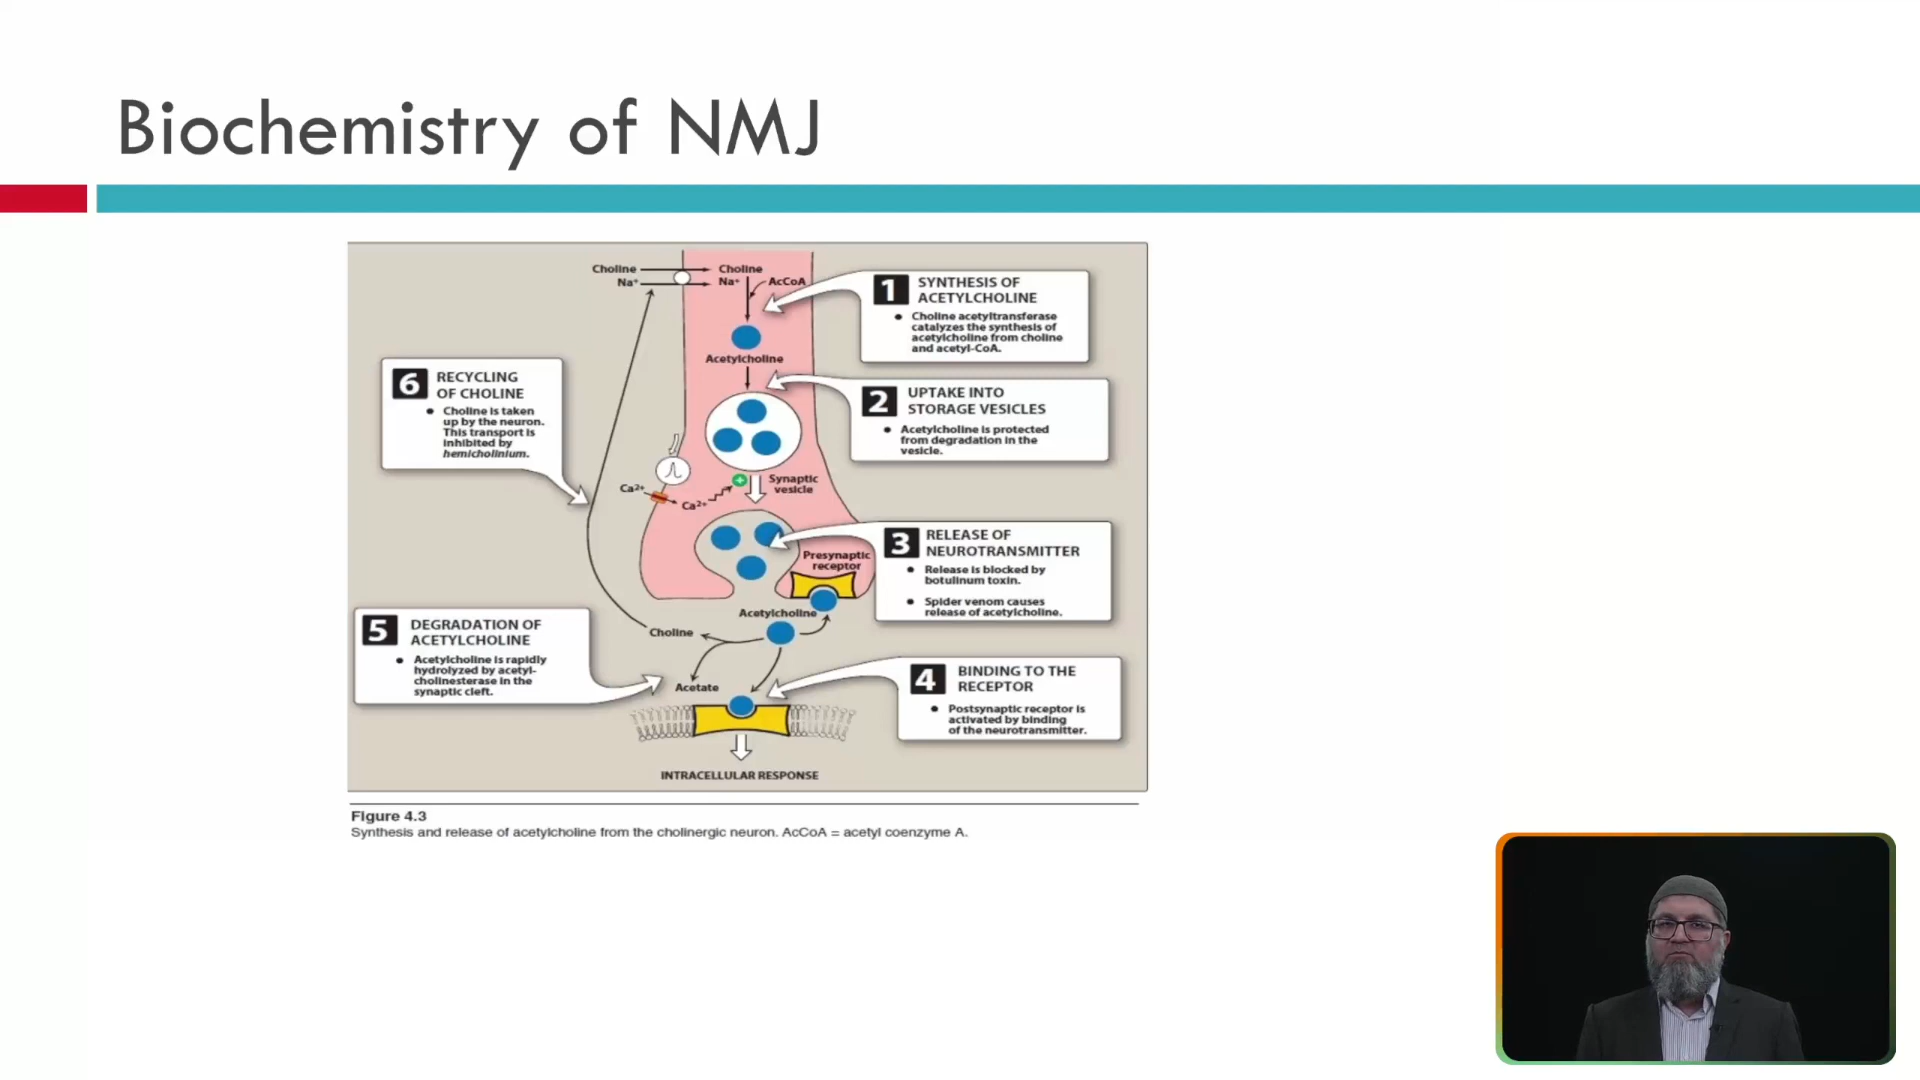 Biochemistry of NMJ
Choline
Na⁺
Choline
Na⁺
AcCoA
Acetylcholine
1 SYNTHESIS OF
ACETYLCHOLINE
• Choline acetyltransferase
catalyzes the synthesis of
acetylcholine from choline
and acetyl-CoA.
2 UPTAKE INTO
STORAGE VESICLES
• Acetylcholine is protected
from degradation in the
vesicle.
Ca²⁺
Ca²⁺
+
Synaptic
vesicle
3 RELEASE OF
NEUROTRANSMITTER
• Release is blocked by
botulinum toxin.
• Spider venom causes
release of acetylcholine.
Presynaptic
receptor
Acetylcholine
Choline
Acetate
4 BINDING TO THE
RECEPTOR
• Postsynaptic receptor is
activated by binding
of the neurotransmitter.
5 DEGRADATION OF
ACETYLCHOLINE
• Acetylcholine is rapidly
hydrolyzed by acetyl-
cholinesterase in the
synaptic cleft.
6 RECYCLING
OF CHOLINE
• Choline is taken
up by the neuron.
This transport is
inhibited by
hemicholinium.
INTRACELLULAR RESPONSE
Figure 4.3
Synthesis and release of acetylcholine from the cholinergic neuron. AcCoA = acetyl coenzyme A.